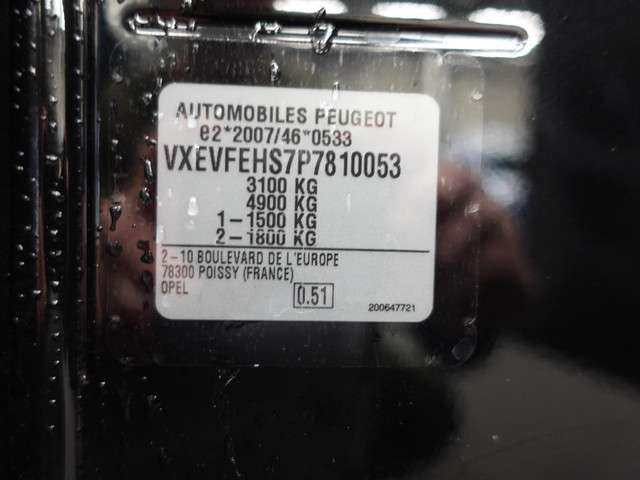 AUTOMOBILES PEUGEOT
e2*2007/46*0533
VXEVFEHS7P7810053
3100 KG
4900 KG
1-1500 KG
2-1800 KG
2-10 BOULEVARD DE L'EUROPE
78300 POISSY (FRANCE)
OPEL
0.51
200647721